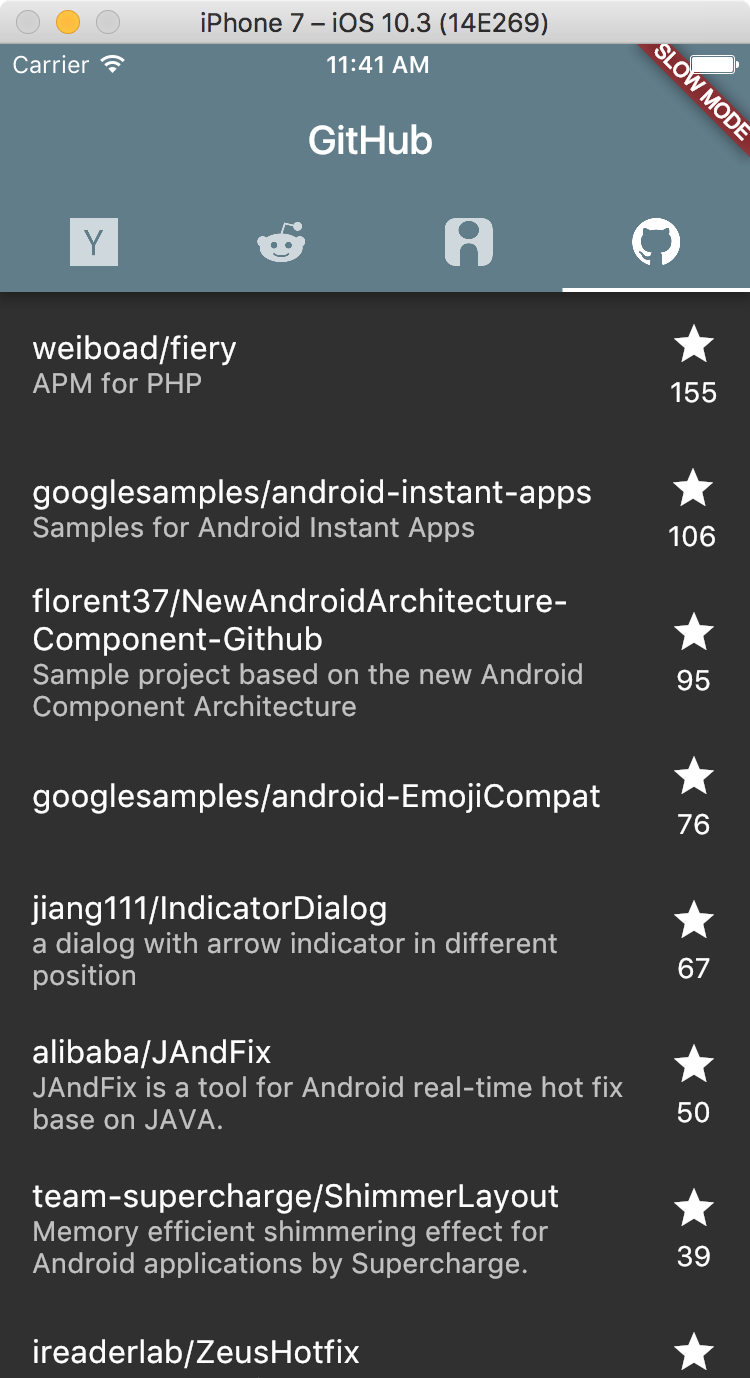 iPhone 7 – iOS 10.3 (14E269)
Carrier 11:41 AM
SLOW MODE
GitHub
Y
weiboad/fiery
APM for PHP
155
googlesamples/android-instant-apps
Samples for Android Instant Apps
106
florent37/NewAndroidArchitecture-
Component-Github
Sample project based on the new Android
Component Architecture
95
googlesamples/android-EmojiCompat
76
jiang111/IndicatorDialog
a dialog with arrow indicator in different
position
67
alibaba/JAndFix
JAndFix is a tool for Android real-time hot fix
base on JAVA.
50
team-supercharge/ShimmerLayout
Memory efficient shimmering effect for
Android applications by Supercharge.
39
ireaderlab/ZeusHotfix